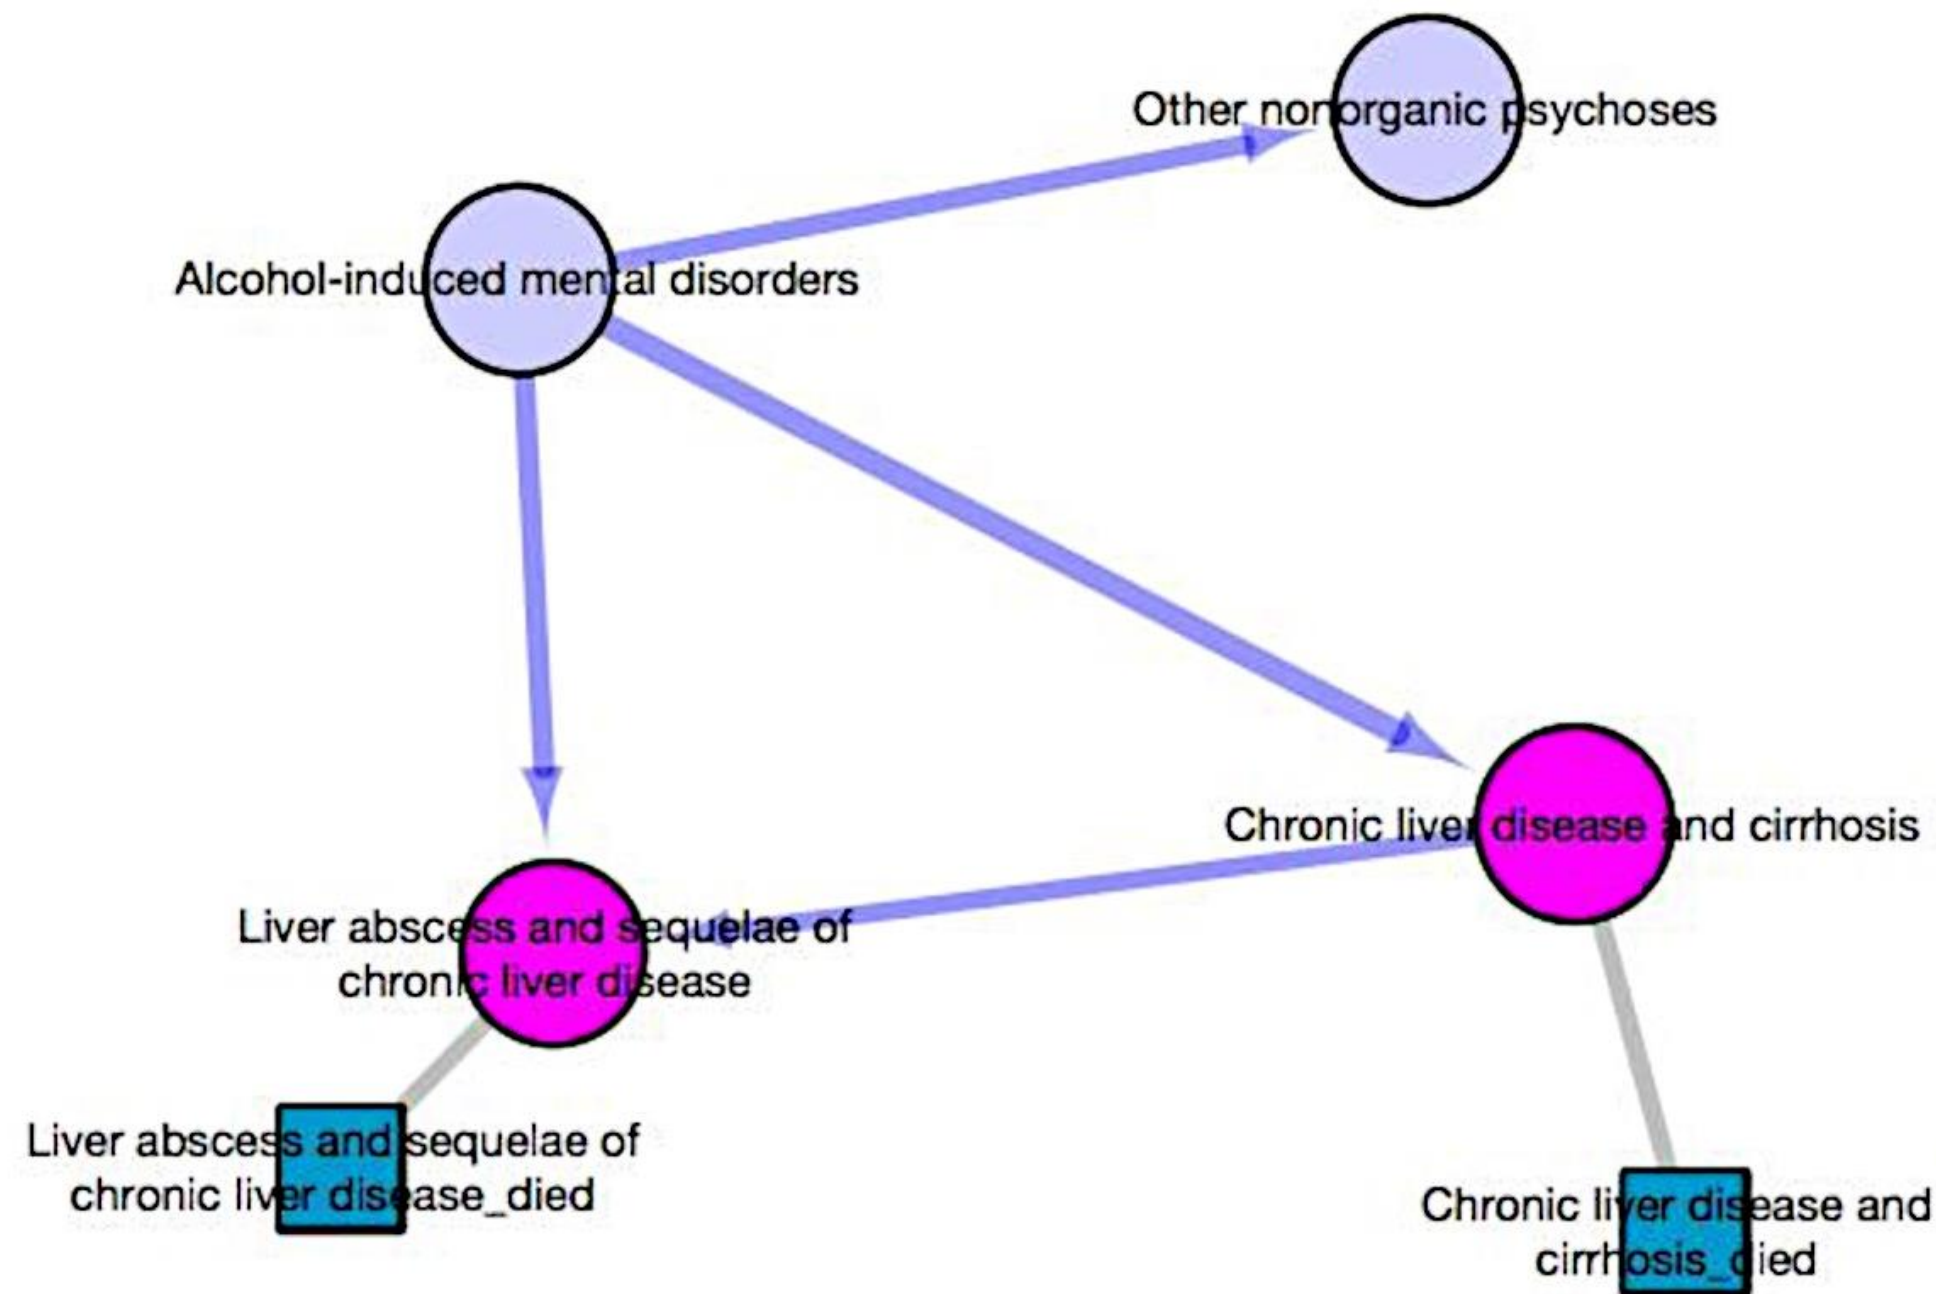 Other nonorganic psychoses
Alcohol-induced mental disorders
Chronic liver disease and cirrhosis
Liver abscess and sequelae of
chronic liver disease
Liver abscess and sequelae of
chronic liver disease_died
Chronic liver disease and
cirrhosis_died